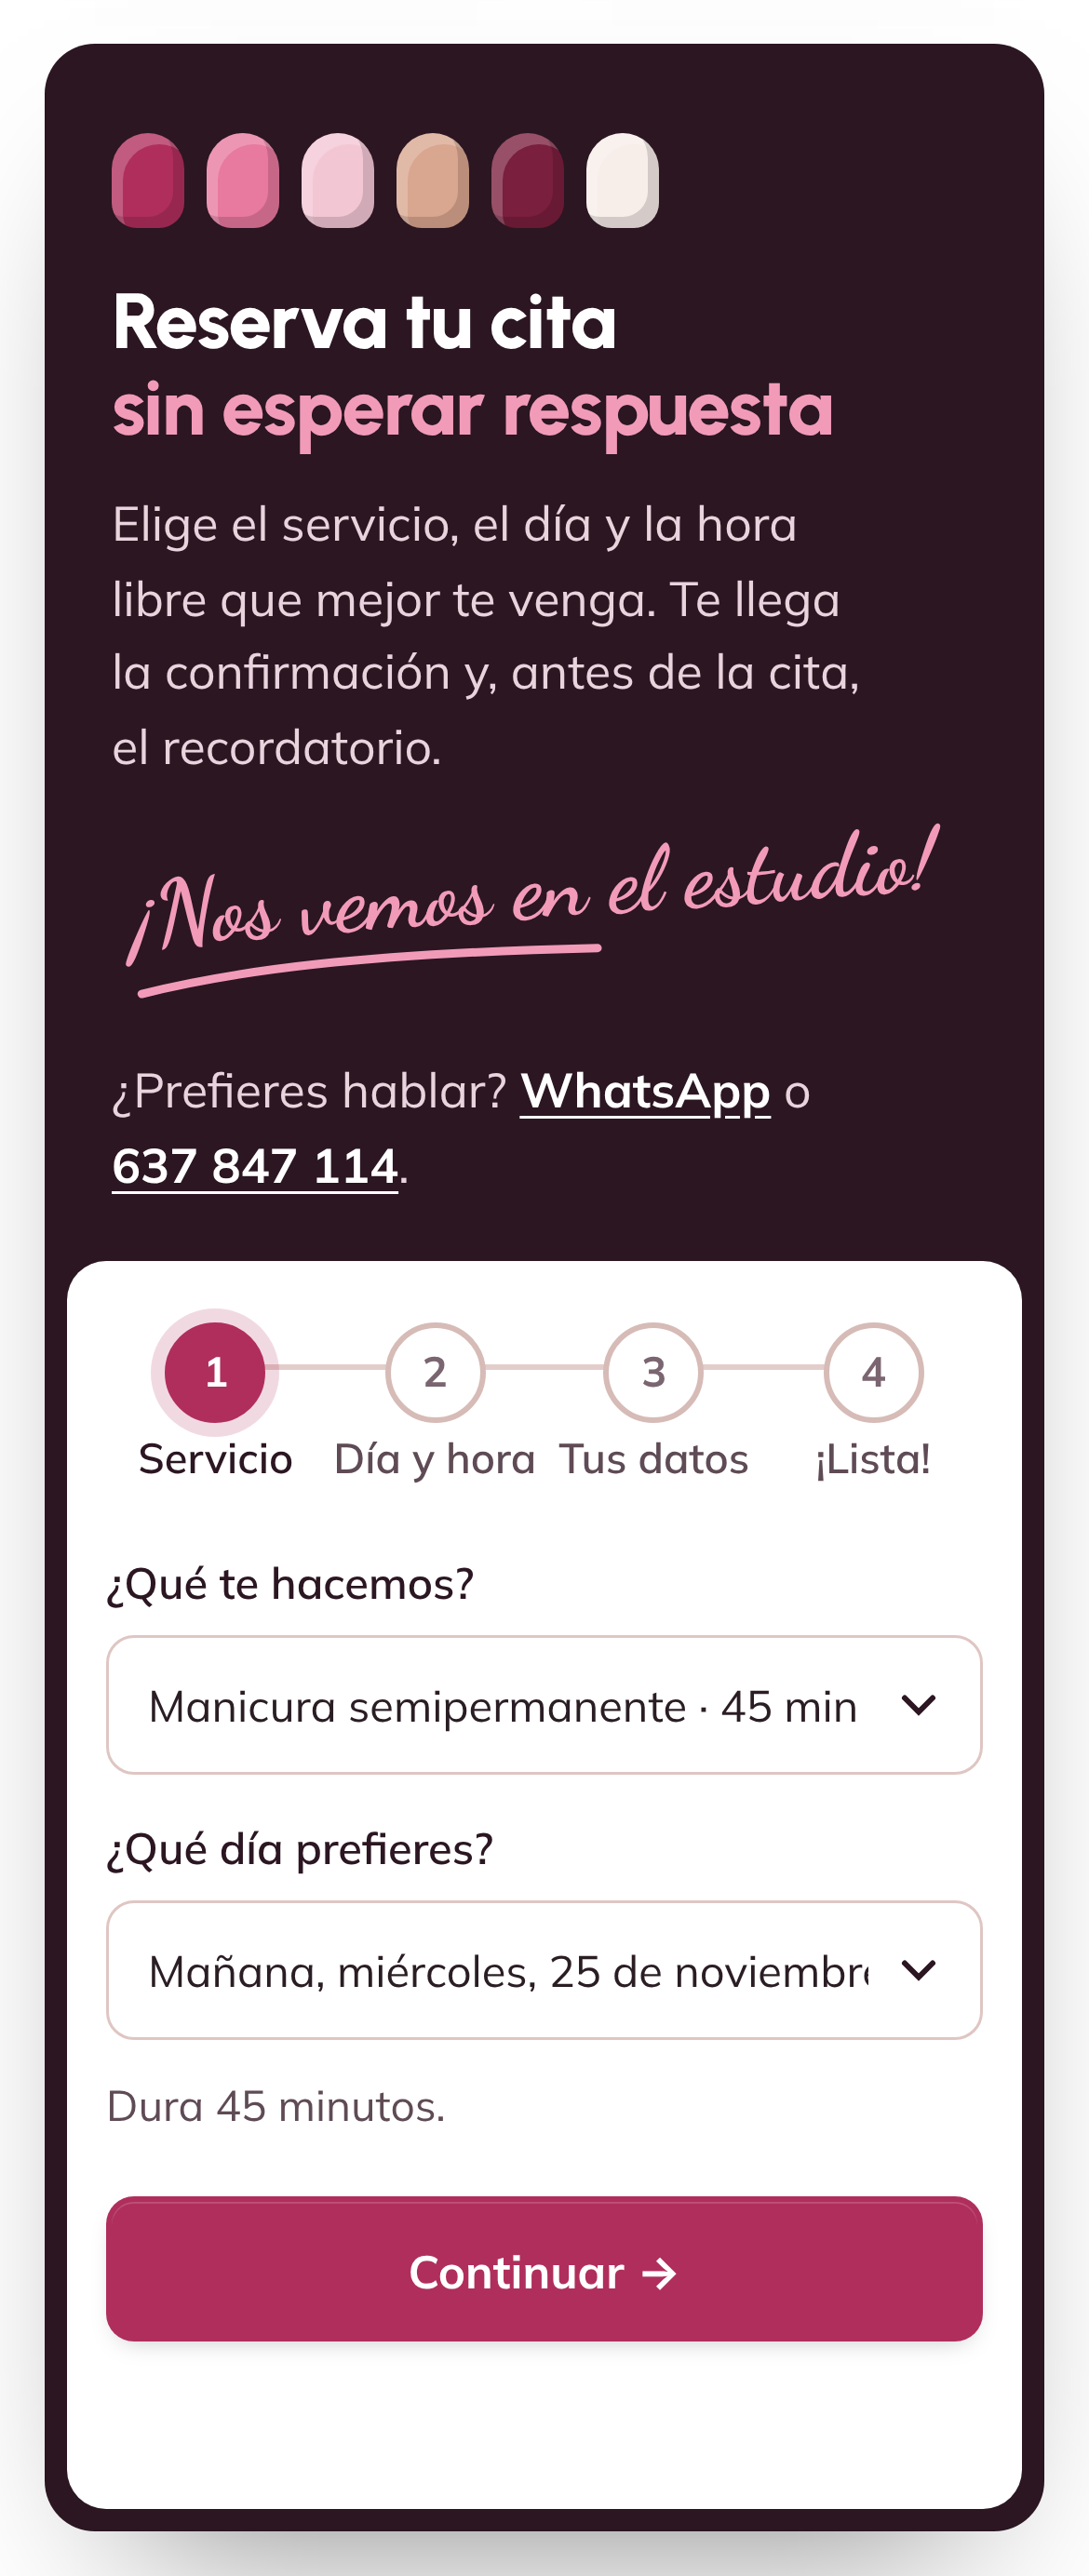 Reserva tu cita
sin esperar respuesta
Elige el servicio, el día y la hora
libre que mejor te venga. Te llega
la confirmación y, antes de la cita,
el recordatorio.
¡Nos vemos en el estudio!
¿Prefieres hablar? WhatsApp o
637 847 114.
1 2 3 4
Servicio Día y hora Tus datos ¡Lista!
¿Qué te hacemos?
Manicura semipermanente · 45 min
¿Qué día prefieres?
Mañana, miércoles, 25 de noviembre
Dura 45 minutos.
Continuar →